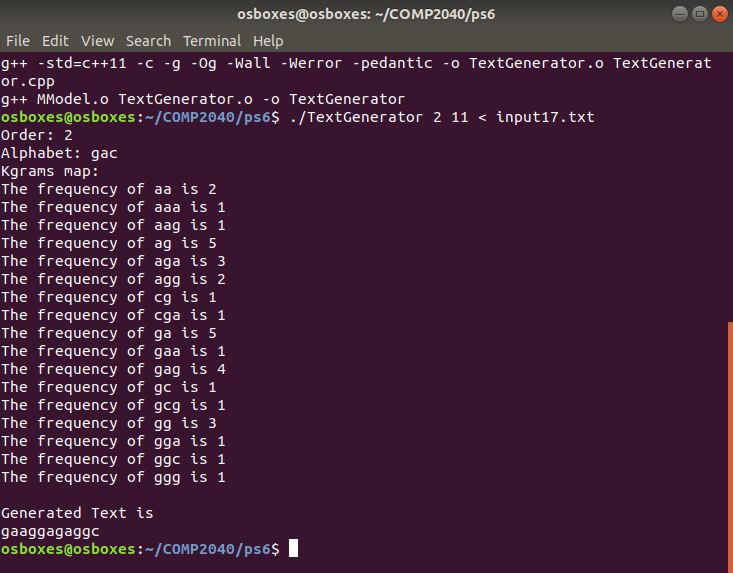 osboxes@osboxes: ~/COMP2040/ps6
File Edit View Search Terminal Help
g++ -std=c++11 -c -g -Og -Wall -Werror -pedantic -o TextGenerator.o TextGenerat
or.cpp
g++ MModel.o TextGenerator.o -o TextGenerator
osboxes@osboxes:~/COMP2040/ps6$ ./TextGenerator 2 11 < input17.txt
Order: 2
Alphabet: gac
Kgrams map:
The frequency of aa is 2
The frequency of aaa is 1
The frequency of aag is 1
The frequency of ag is 5
The frequency of aga is 3
The frequency of agg is 2
The frequency of cg is 1
The frequency of cga is 1
The frequency of ga is 5
The frequency of gaa is 1
The frequency of gag is 4
The frequency of gc is 1
The frequency of gcg is 1
The frequency of gg is 3
The frequency of gga is 1
The frequency of ggc is 1
The frequency of ggg is 1
Generated Text is
gaaggagaggc
osboxes@osboxes:~/COMP2040/ps6$